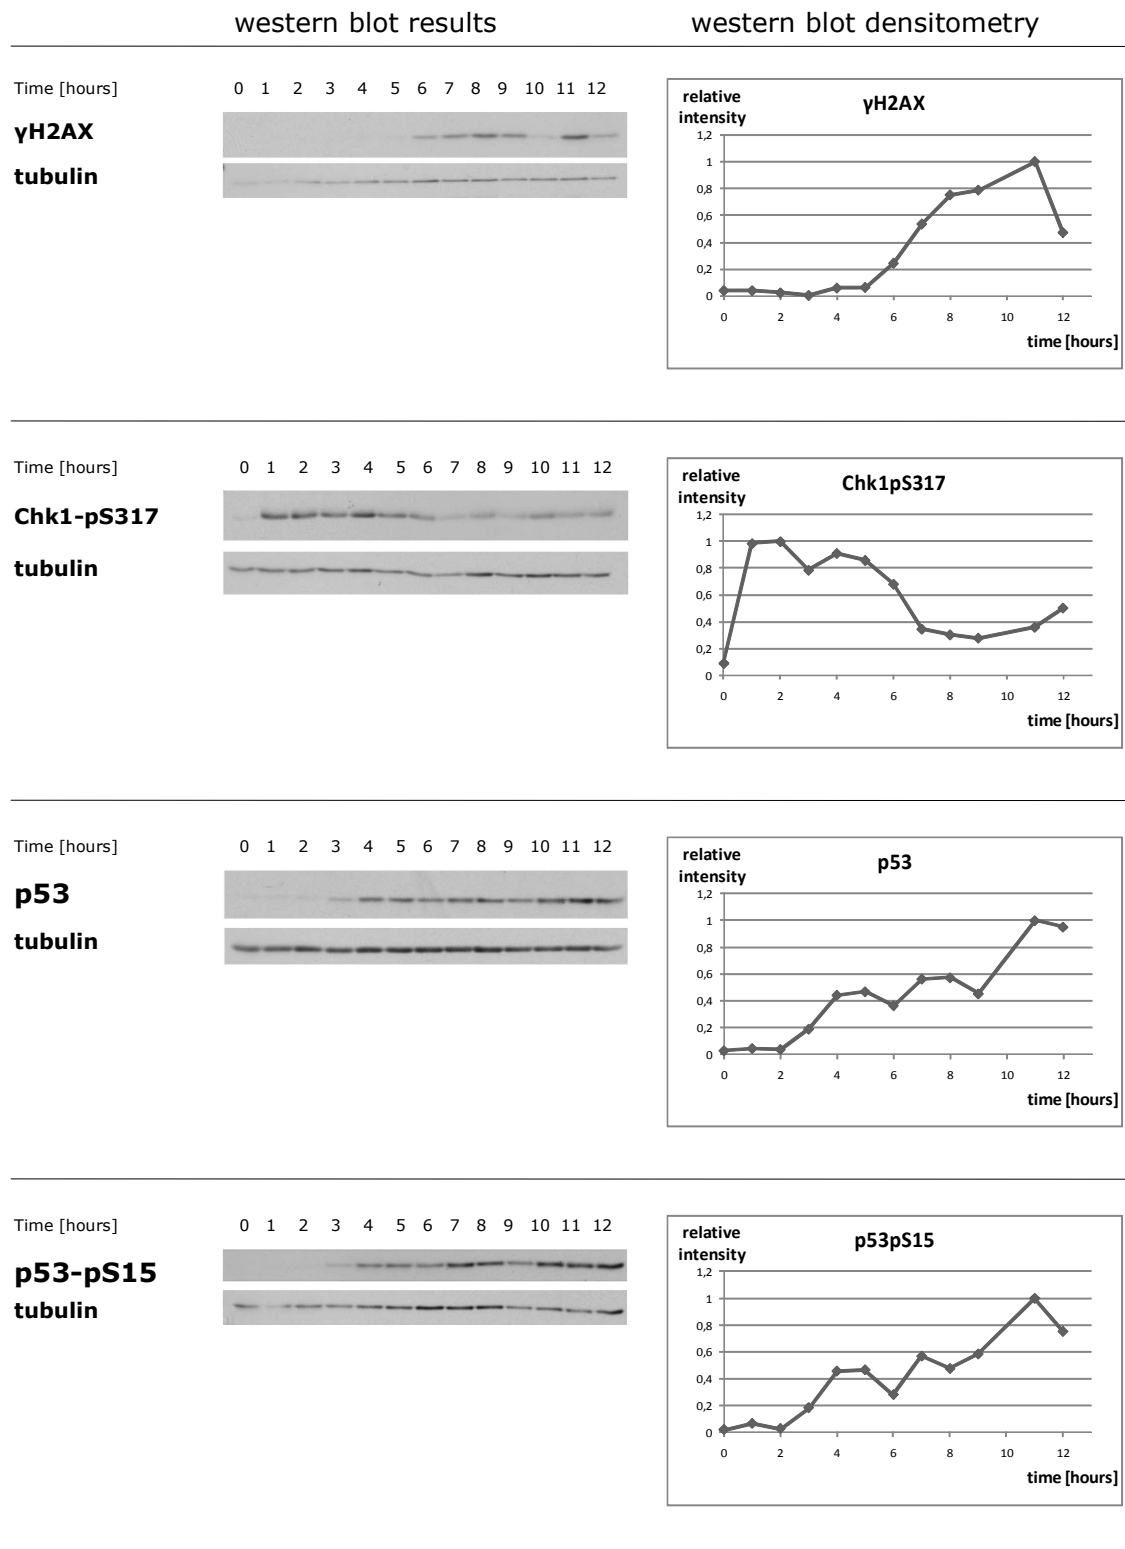 western blot results western blot densitometry
Time [hours] 0 1 2 3 4 5 6 7 8 9 10 11 12
γH2AX
tubulin
relative intensity
γH2AX
1,2
1
0,8
0,6
0,4
0,2
0
0 2 4 6 8 10 12
time [hours]
Time [hours] 0 1 2 3 4 5 6 7 8 9 10 11 12
Chk1-pS317
tubulin
relative intensity
Chk1pS317
1,2
1
0,8
0,6
0,4
0,2
0
0 2 4 6 8 10 12
time [hours]
Time [hours] 0 1 2 3 4 5 6 7 8 9 10 11 12
p53
tubulin
relative intensity
p53
1,2
1
0,8
0,6
0,4
0,2
0
0 2 4 6 8 10 12
time [hours]
Time [hours] 0 1 2 3 4 5 6 7 8 9 10 11 12
p53-pS15
tubulin
relative intensity
p53pS15
1,2
1
0,8
0,6
0,4
0,2
0
0 2 4 6 8 10 12
time [hours]